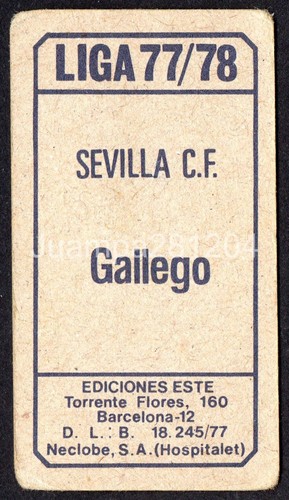 LIGA 77/78
SEVILLA C.F.
Gallego
EDICIONES ESTE
Torrente Flores, 160
Barcelona-12
D. L.: B. 18.245/77
Neclobe, S.A. (Hospitalet)